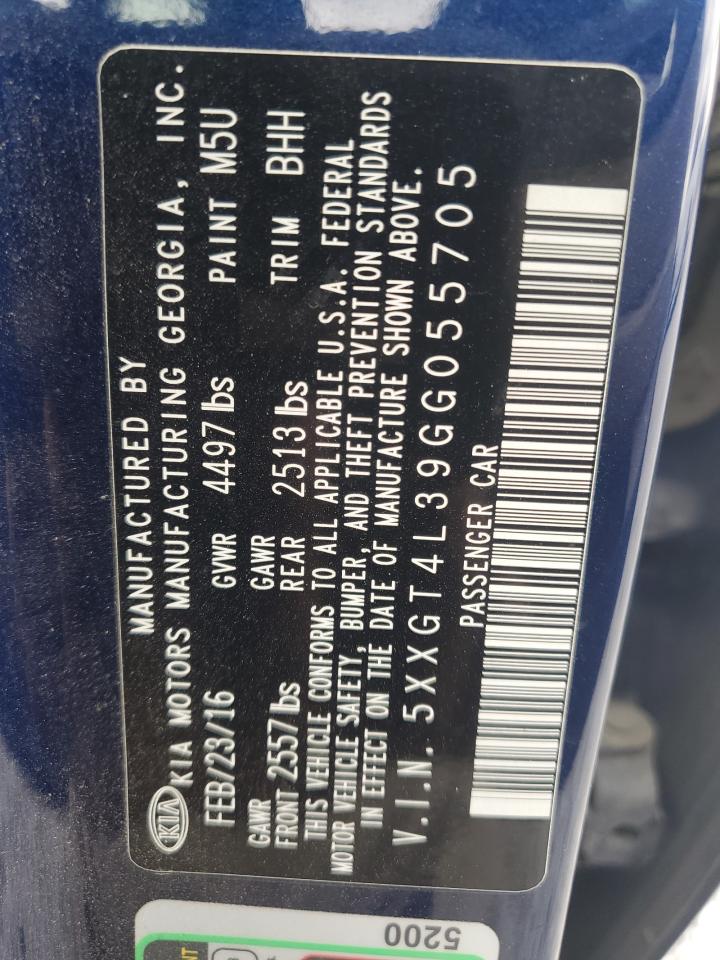 MANUFACTURED BY
KIA KIA MOTORS MANUFACTURING GEORGIA, INC.
FEB/23/16 GVWR 4497 lbs PAINT M5U
GAWR FRONT 2557 lbs GAWR REAR 2513 lbs TRIM BHH
THIS VEHICLE CONFORMS TO ALL APPLICABLE U.S.A. FEDERAL
MOTOR VEHICLE SAFETY, BUMPER, AND THEFT PREVENTION STANDARDS
IN EFFECT ON THE DATE OF MANUFACTURE SHOWN ABOVE.
V.I.N. 5XXGT4L39GG055705
PASSENGER CAR
5200